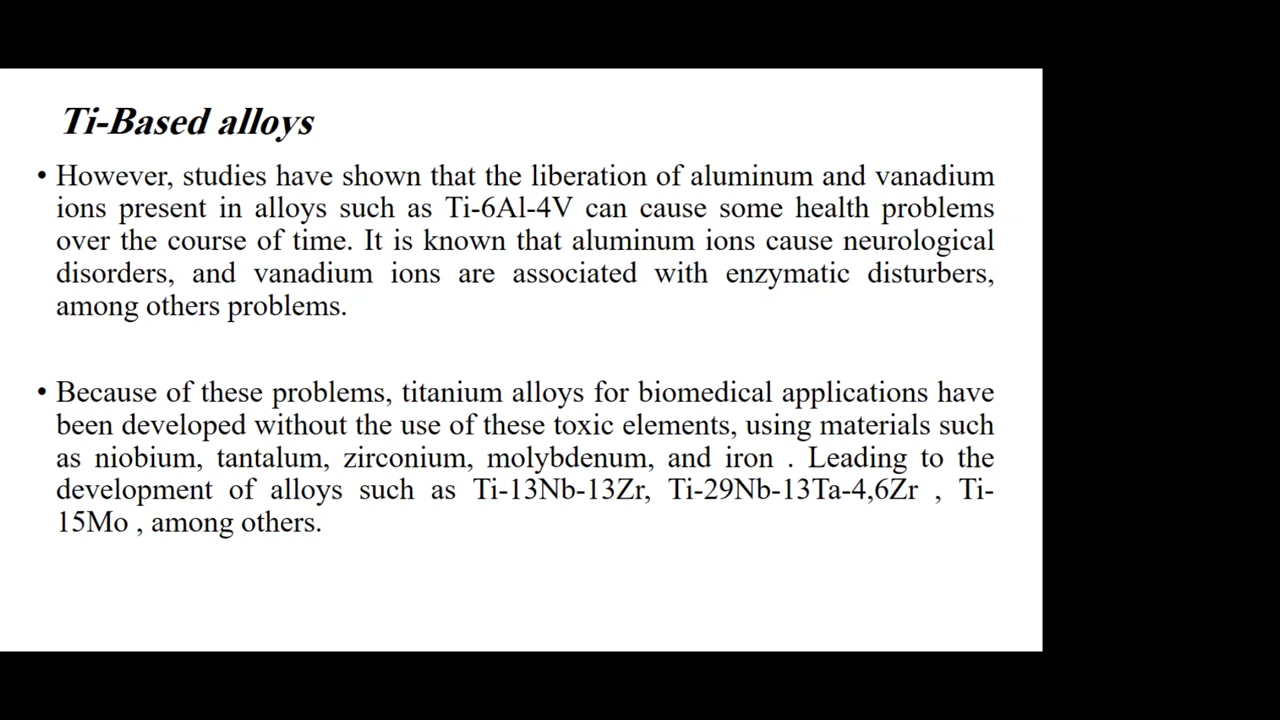 Ti-Based alloys
• However, studies have shown that the liberation of aluminum and vanadium
ions present in alloys such as Ti-6Al-4V can cause some health problems
over the course of time. It is known that aluminum ions cause neurological
disorders, and vanadium ions are associated with enzymatic disturbers,
among others problems.
• Because of these problems, titanium alloys for biomedical applications have
been developed without the use of these toxic elements, using materials such
as niobium, tantalum, zirconium, molybdenum, and iron . Leading to the
development of alloys such as Ti-13Nb-13Zr, Ti-29Nb-13Ta-4,6Zr , Ti-
15Mo , among others.